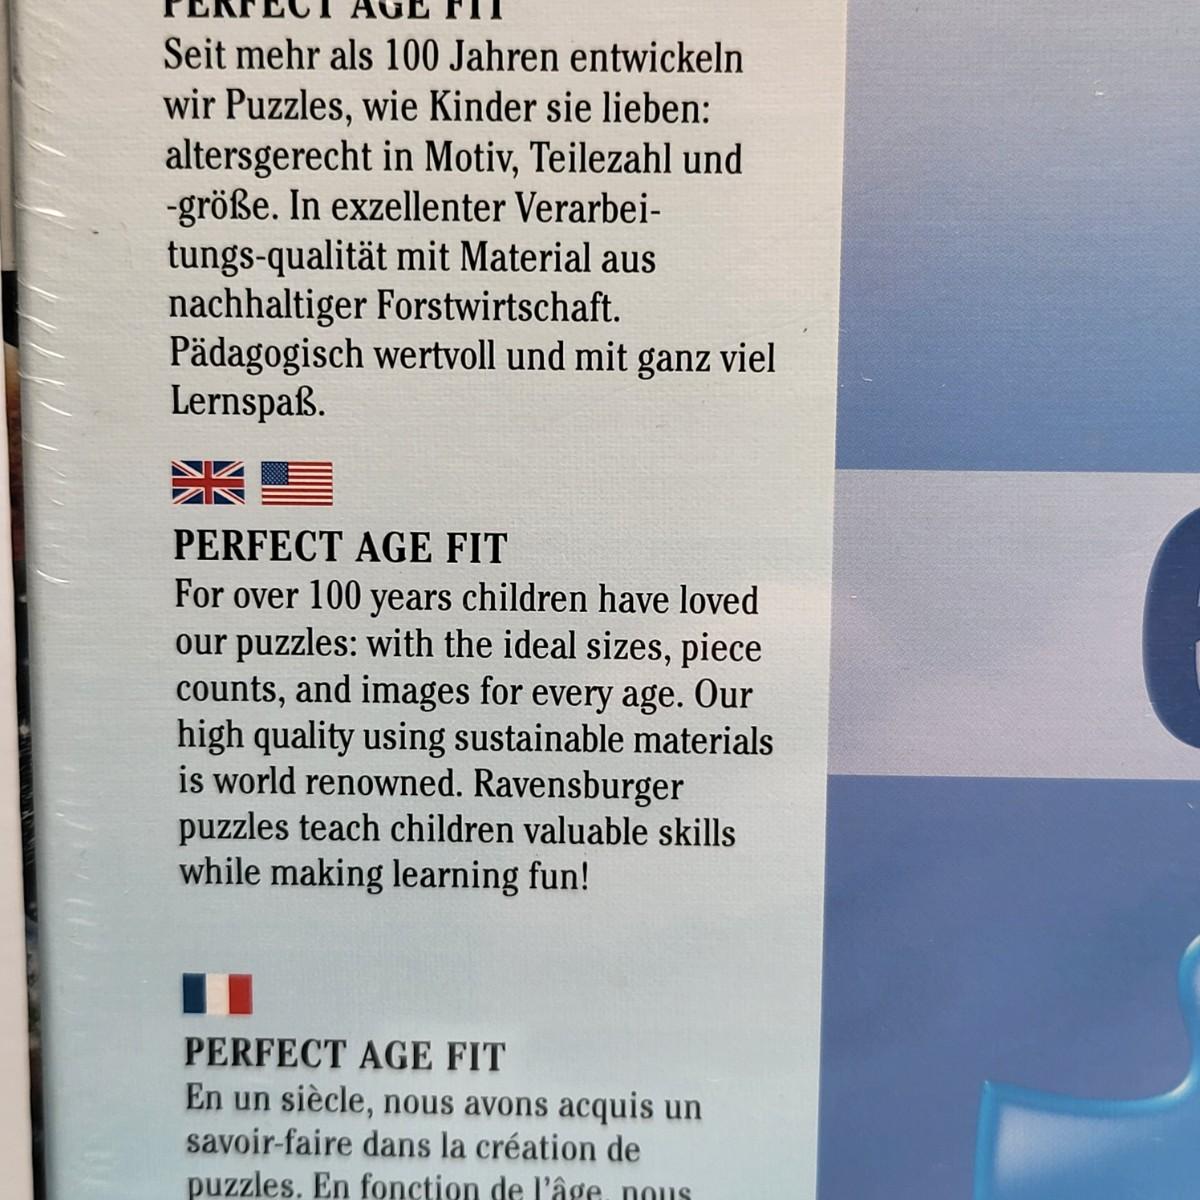 PERFECT AGE FIT
Seit mehr als 100 Jahren entwickeln
wir Puzzles, wie Kinder sie lieben:
altersgerecht in Motiv, Teilezahl und
-größe. In exzellenter Verarbei-
tungs-qualität mit Material aus
nachhaltiger Forstwirtschaft.
Pädagogisch wertvoll und mit ganz viel
Lernspaß.
PERFECT AGE FIT
For over 100 years children have loved
our puzzles: with the ideal sizes, piece
counts, and images for every age. Our
high quality using sustainable materials
is world renowned. Ravensburger
puzzles teach children valuable skills
while making learning fun!
PERFECT AGE FIT
En un siècle, nous avons acquis un
savoir-faire dans la création de
puzzles. En fonction de l'âge, nous